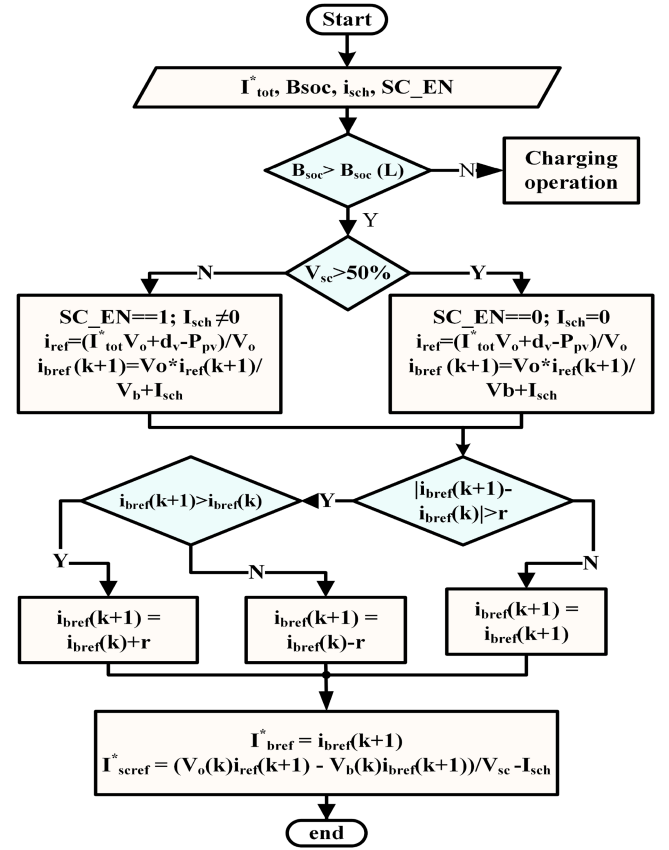 Start
I*tot, Bsoc, isch, SC_EN
Bsoc> Bsoc (L)
N
Charging
operation
Y
Vsc>50%
N
Y
SC_EN==1; Isch ≠0
iref=(I*totVo+dv-Ppv)/Vo
ibref (k+1)=Vo*iref(k+1)/
Vb+Isch
SC_EN==0; Isch=0
iref=(I*totVo+dv-Ppv)/Vo
ibref (k+1)=Vo*iref(k+1)/
Vb+Isch
ibref(k+1)>ibref(k)
Y
|ibref(k+1)-
ibref(k)|>r
Y
N
N
ibref(k+1) =
ibref(k)+r
ibref(k+1) =
ibref(k)-r
ibref(k+1) =
ibref(k+1)
I*bref = ibref(k+1)
I*scref = (Vo(k)iref(k+1) - Vb(k)ibref(k+1))/Vsc -Isch
end